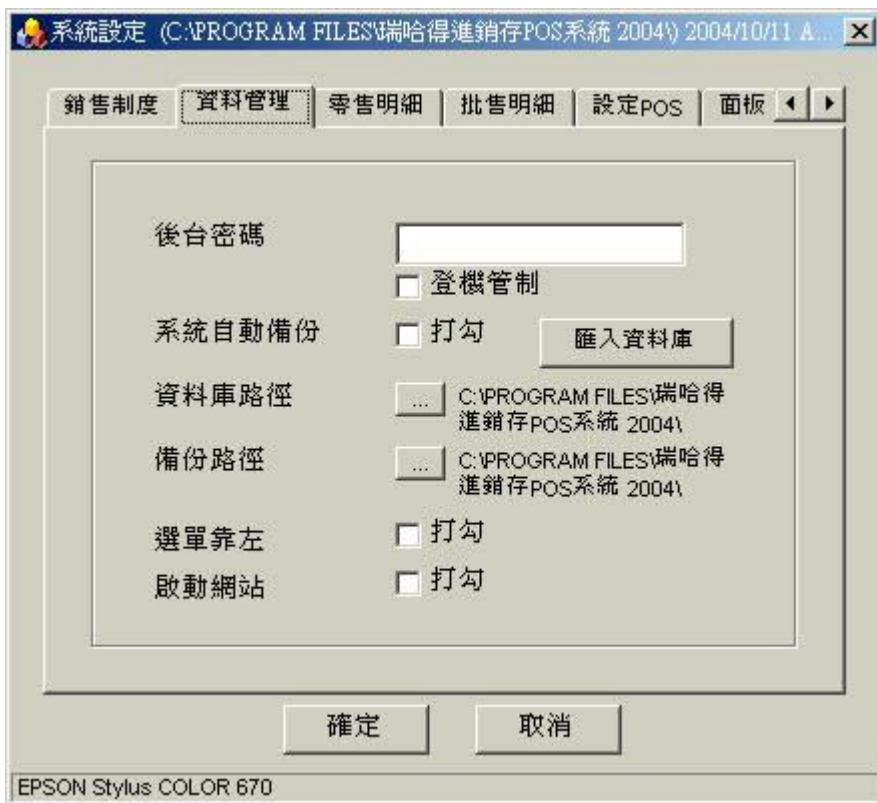 系統設定 (C:\PROGRAM FILES\瑞哈得進銷存POS系統 2004\) 2004/10/11 A...
銷售制度 資料管理 零售明細 批售明細 設定POS 面板
後台密碼
登機管制
系統自動備份 打勾 匯入資料庫
資料庫路徑 ... C:\PROGRAM FILES\瑞哈得
進銷存POS系統 2004\
備份路徑 ... C:\PROGRAM FILES\瑞哈得
進銷存POS系統 2004\
選單靠左 打勾
啟動網站 打勾
確定 取消
EPSON Stylus COLOR 670